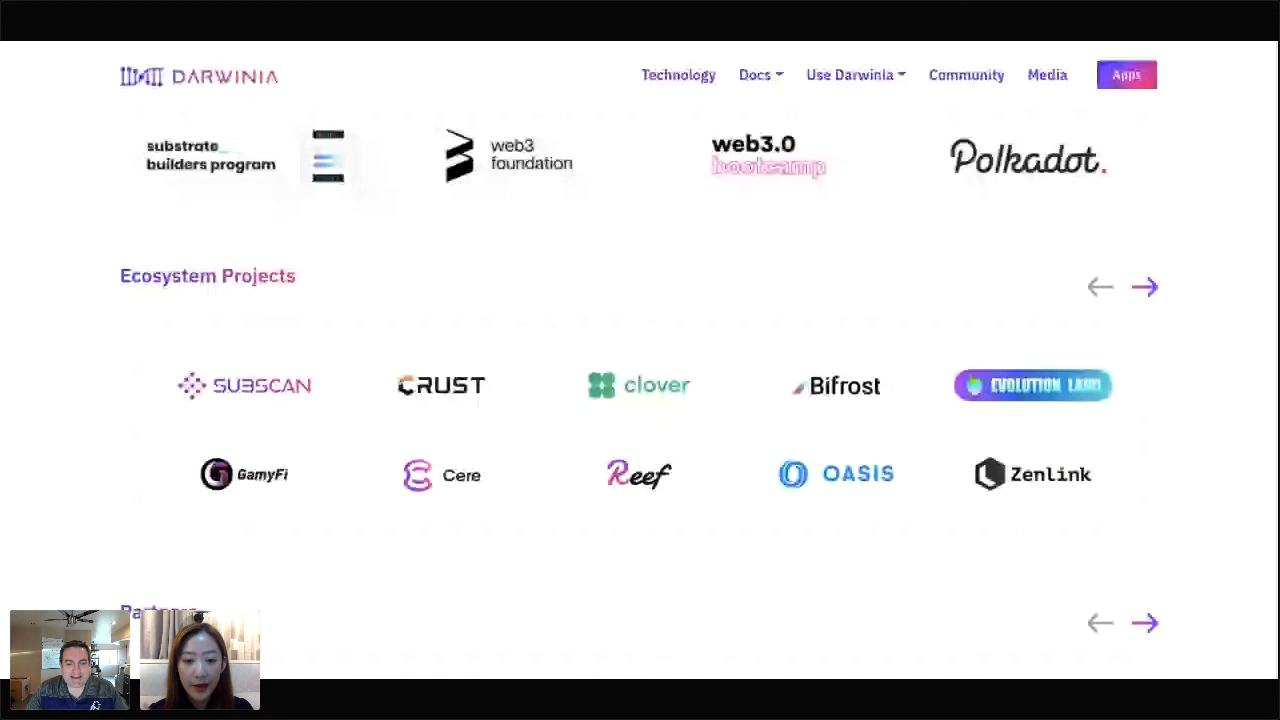 DARWINIA
Technology Docs Use Darwinia Community Media Apps
substrate
builders program
web3
foundation
web3.0
bootcamp
Polkadot.
Ecosystem Projects
SUBSCAN CRUST clover Bifrost EVOLUTION LAND
GamyFi Cere Reef OASIS Zenlink
Partners